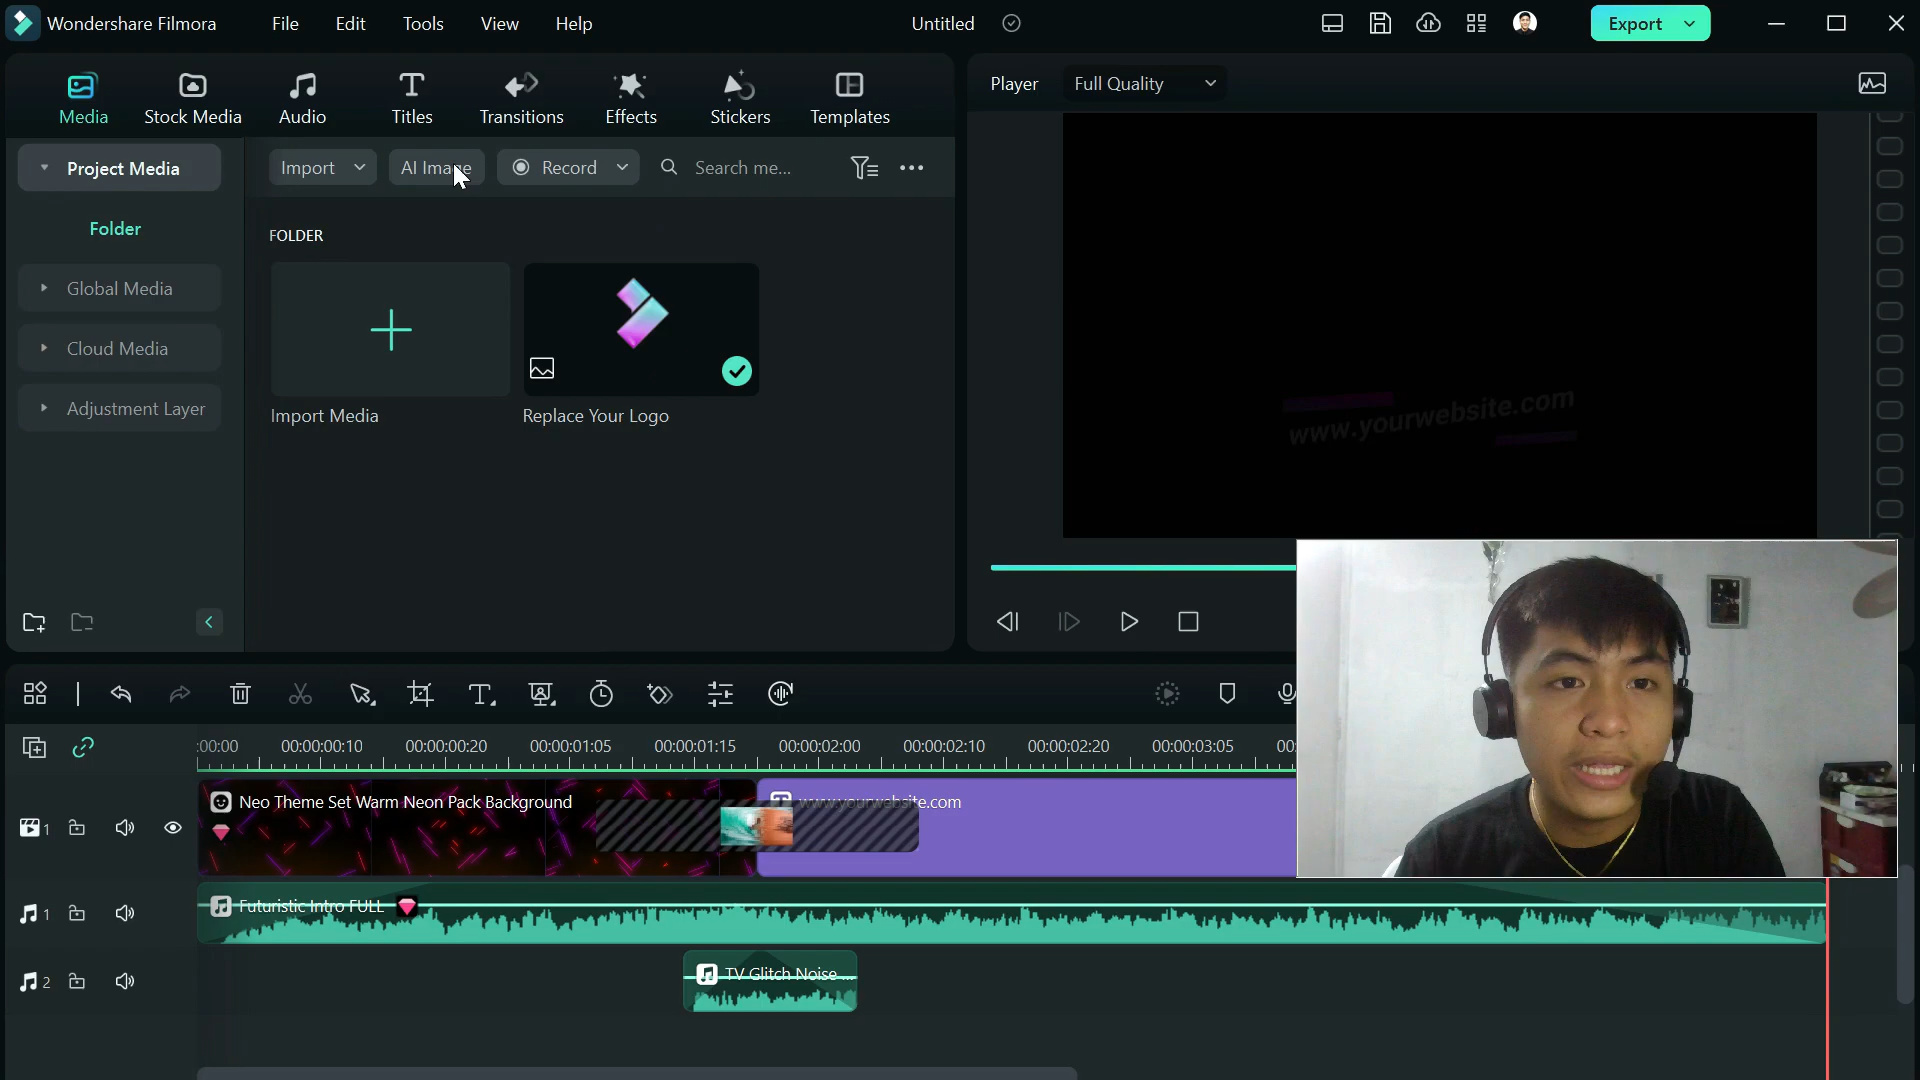 Wondershare Filmora File Edit Tools View Help Untitled Export
Media Stock Media Audio Titles Transitions Effects Stickers Templates
Player Full Quality
Project Media
Import AI Image Record Search me...
Folder
FOLDER
Global Media
Cloud Media
Adjustment Layer
Import Media Replace Your Logo
www.yourwebsite.com
:00:00 00:00:00:10 00:00:00:20 00:00:01:05 00:00:01:15 00:00:02:00 00:00:02:10 00:00:02:20 00:00:03:05 00
Neo Theme Set Warm Neon Pack Background
www.yourwebsite.com
1
Futuristic Intro FULL
1
TV Glitch Noise ...
2